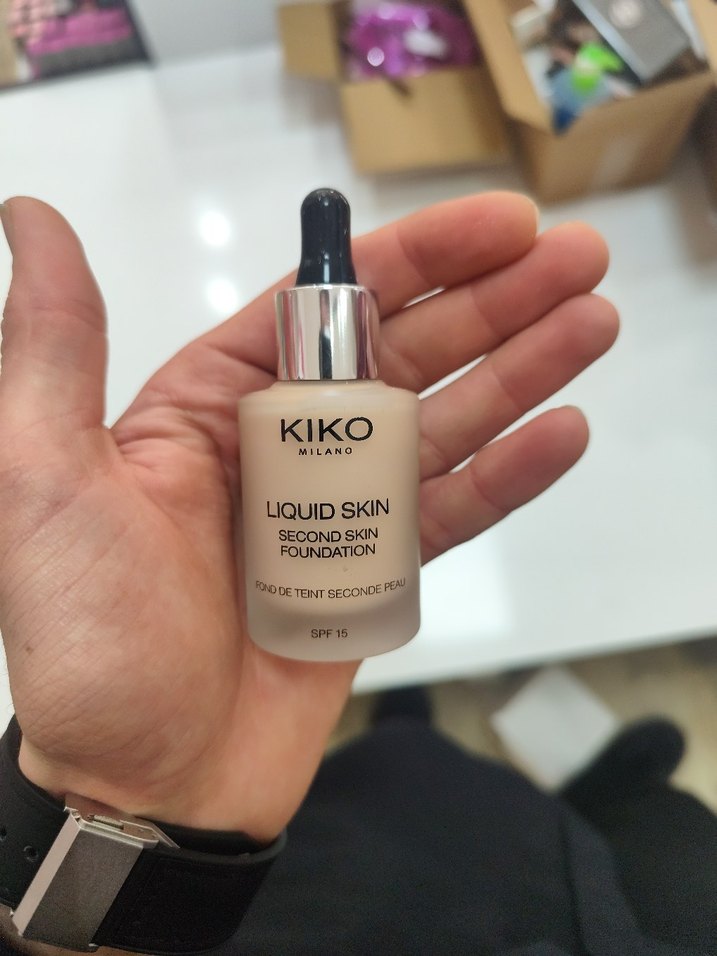 KIKO
MILANO
LIQUID SKIN
SECOND SKIN
FOUNDATION
FOND DE TEINT SECONDE PEAU
SPF 15